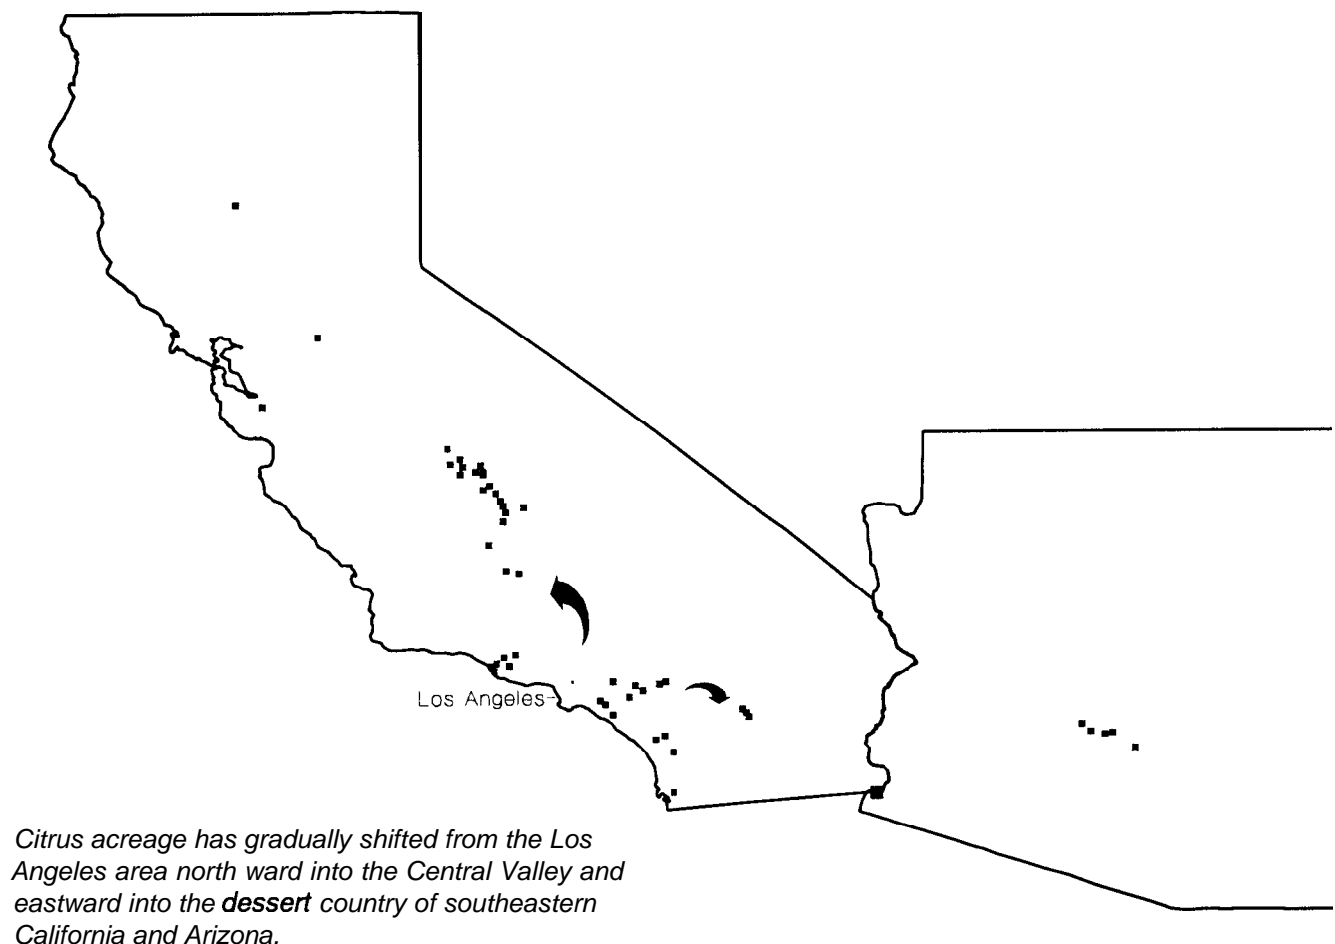 Los Angeles
Citrus acreage has gradually shifted from the Los
Angeles area north ward into the Central Valley and
eastward into the dessert country of southeastern
California and Arizona.